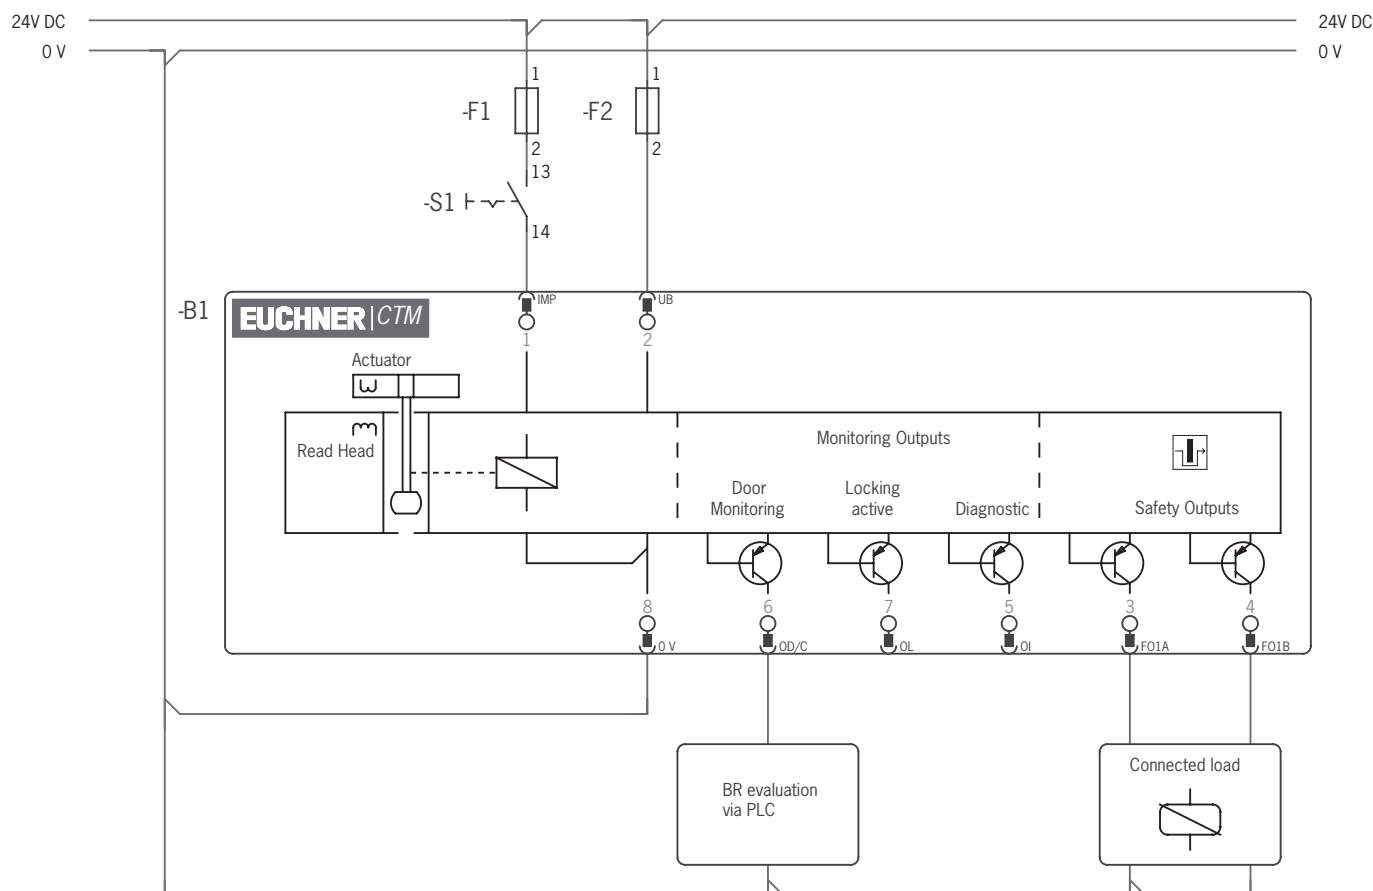 24V DC
24V DC
0 V
0 V
1
1
-F1
-F2
2
2
13
-S1
14
-B1
EUCHNER | CTM
IMP
UB
1
2
Actuator
Read Head
Monitoring Outputs
Door
Monitoring
Locking
active
Diagnostic
Safety Outputs
8
6
7
5
3
4
0 V
OD/C
OL
OI
FO1A
FO1B
BR evaluation
via PLC
Connected load